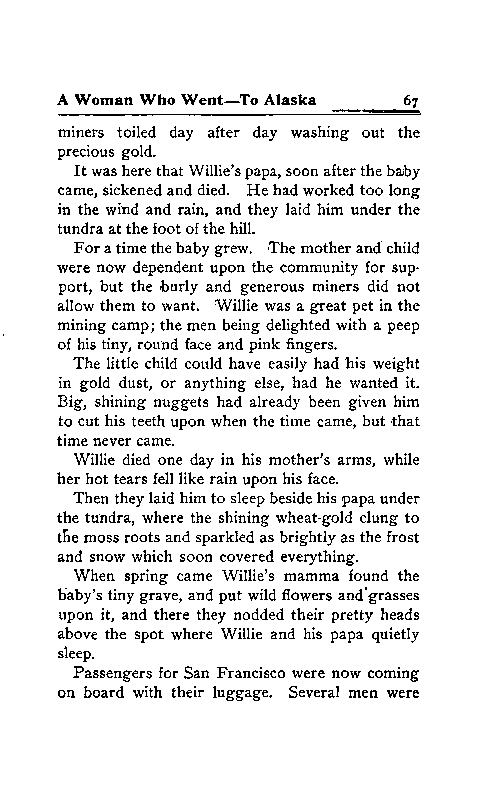 A Woman Who Went—To Alaska 67
miners toiled day after day washing out the
precious gold.
It was here that Willie's papa, soon after the baby
came, sickened and died. He had worked too long
in the wind and rain, and they laid him under the
tundra at the foot of the hill.
For a time the baby grew. The mother and child
were now dependent upon the community for sup-
port, but the burly and generous miners did not
allow them to want. Willie was a great pet in the
mining camp; the men being delighted with a peep
of his tiny, round face and pink fingers.
The little child could have easily had his weight
in gold dust, or anything else, had he wanted it.
Big, shining nuggets had already been given him
to cut his teeth upon when the time came, but that
time never came.
Willie died one day in his mother's arms, while
her hot tears fell like rain upon his face.
Then they laid him to sleep beside his papa under
the tundra, where the shining wheat-gold clung to
the moss roots and sparkled as brightly as the frost
and snow which soon covered everything.
When spring came Willie's mamma found the
baby's tiny grave, and put wild flowers and grasses
upon it, and there they nodded their pretty heads
above the spot where Willie and his papa quietly
sleep.
Passengers for San Francisco were now coming
on board with their luggage. Several men were